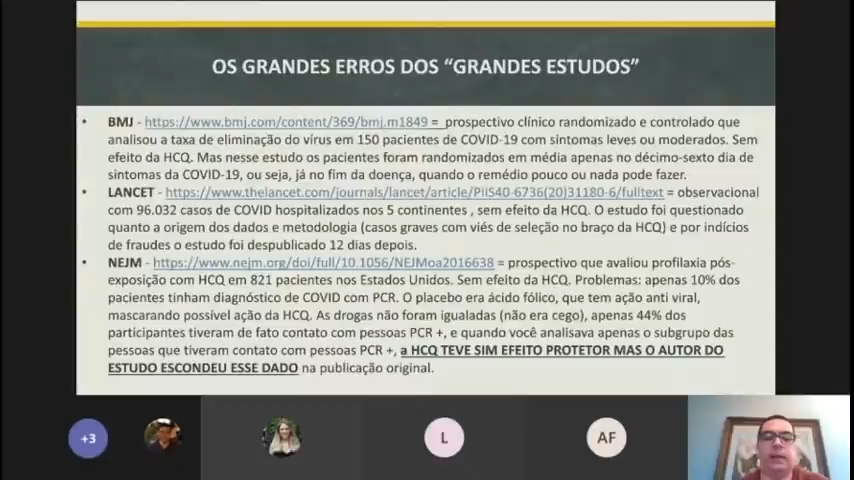 OS GRANDES ERROS DOS “GRANDES ESTUDOS”
• BMJ - https://www.bmj.com/content/369/bmj.m1849 = prospectivo clínico randomizado e controlado que
analisou a taxa de eliminação do vírus em 150 pacientes de COVID-19 com sintomas leves ou moderados. Sem
efeito da HCQ. Mas nesse estudo os pacientes foram randomizados em média apenas no décimo-sexto dia de
sintomas da COVID-19, ou seja, já no fim da doença, quando o remédio pouco ou nada pode fazer.
• LANCET - https://www.thelancet.com/journals/lancet/article/PIIS40-6736(20)31180-6/fulltext = observacional
com 96.032 casos de COVID hospitalizados nos 5 continentes , sem efeito da HCQ. O estudo foi questionado
quanto a origem dos dados e metodologia (casos graves com viés de seleção no braço da HCQ) e por indícios
de fraudes o estudo foi despublicado 12 dias depois.
• NEJM - https://www.nejm.org/doi/full/10.1056/NEJMoa2016638 = prospectivo que avaliou profilaxia pós-
exposição com HCQ em 821 pacientes nos Estados Unidos. Sem efeito da HCQ. Problemas: apenas 10% dos
pacientes tinham diagnóstico de COVID com PCR. O placebo era ácido fólico, que tem ação anti viral,
mascarando possível ação da HCQ. As drogas não foram igualadas (não era cego), apenas 44% dos
participantes tiveram de fato contato com pessoas PCR +, e quando você analisava apenas o subgrupo das
pessoas que tiveram contato com pessoas PCR +, a HCQ TEVE SIM EFEITO PROTETOR MAS O AUTOR DO
ESTUDO ESCONDEU ESSE DADO na publicação original.
+3
L
AF